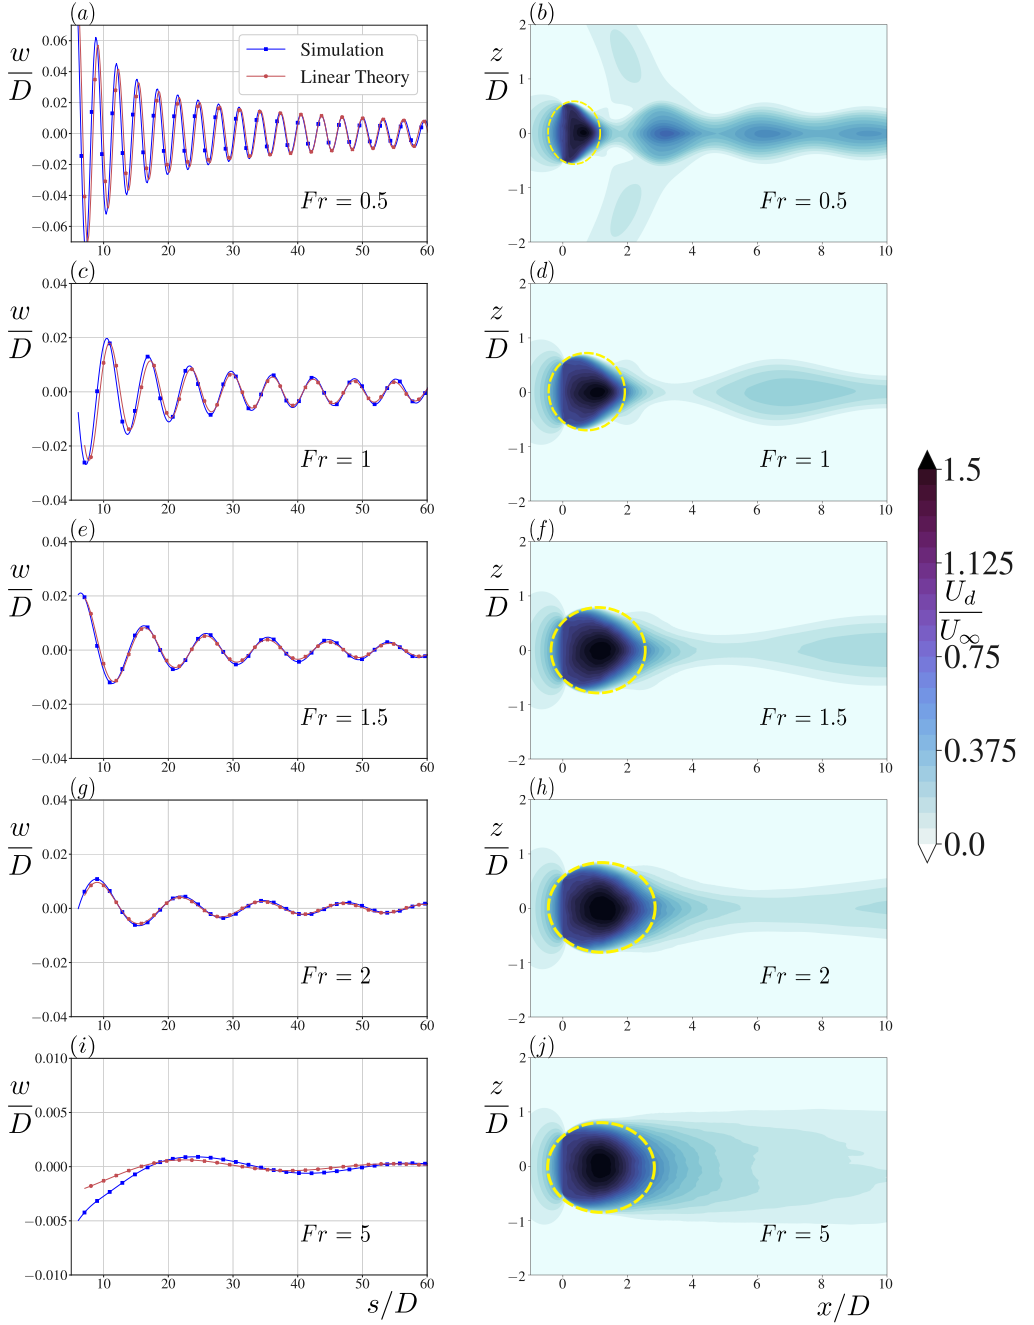 (a)
w/D
0.06
0.04
0.02
0.00
−0.02
−0.04
−0.06
Simulation
Linear Theory
Fr = 0.5
10 20 30 40 50 60
(b)
z/D
2
1
0
−1
−2
Fr = 0.5
0 2 4 6 8 10
(c)
w/D
0.04
0.02
0.00
−0.02
−0.04
Fr = 1
10 20 30 40 50 60
(d)
z/D
2
1
0
−1
−2
Fr = 1
0 2 4 6 8 10
(e)
w/D
0.04
0.02
0.00
−0.02
−0.04
Fr = 1.5
10 20 30 40 50 60
(f)
z/D
2
1
0
−1
−2
Fr = 1.5
0 2 4 6 8 10
(g)
w/D
0.04
0.02
0.00
−0.02
−0.04
Fr = 2
10 20 30 40 50 60
(h)
z/D
2
1
0
−1
−2
Fr = 2
0 2 4 6 8 10
(i)
w/D
0.010
0.005
0.000
−0.005
−0.010
Fr = 5
10 20 30 40 50 60
s/D
(j)
z/D
2
1
0
−1
−2
Fr = 5
0 2 4 6 8 10
x/D
1.5
1.125
U_d/U_∞
0.75
0.375
0.0